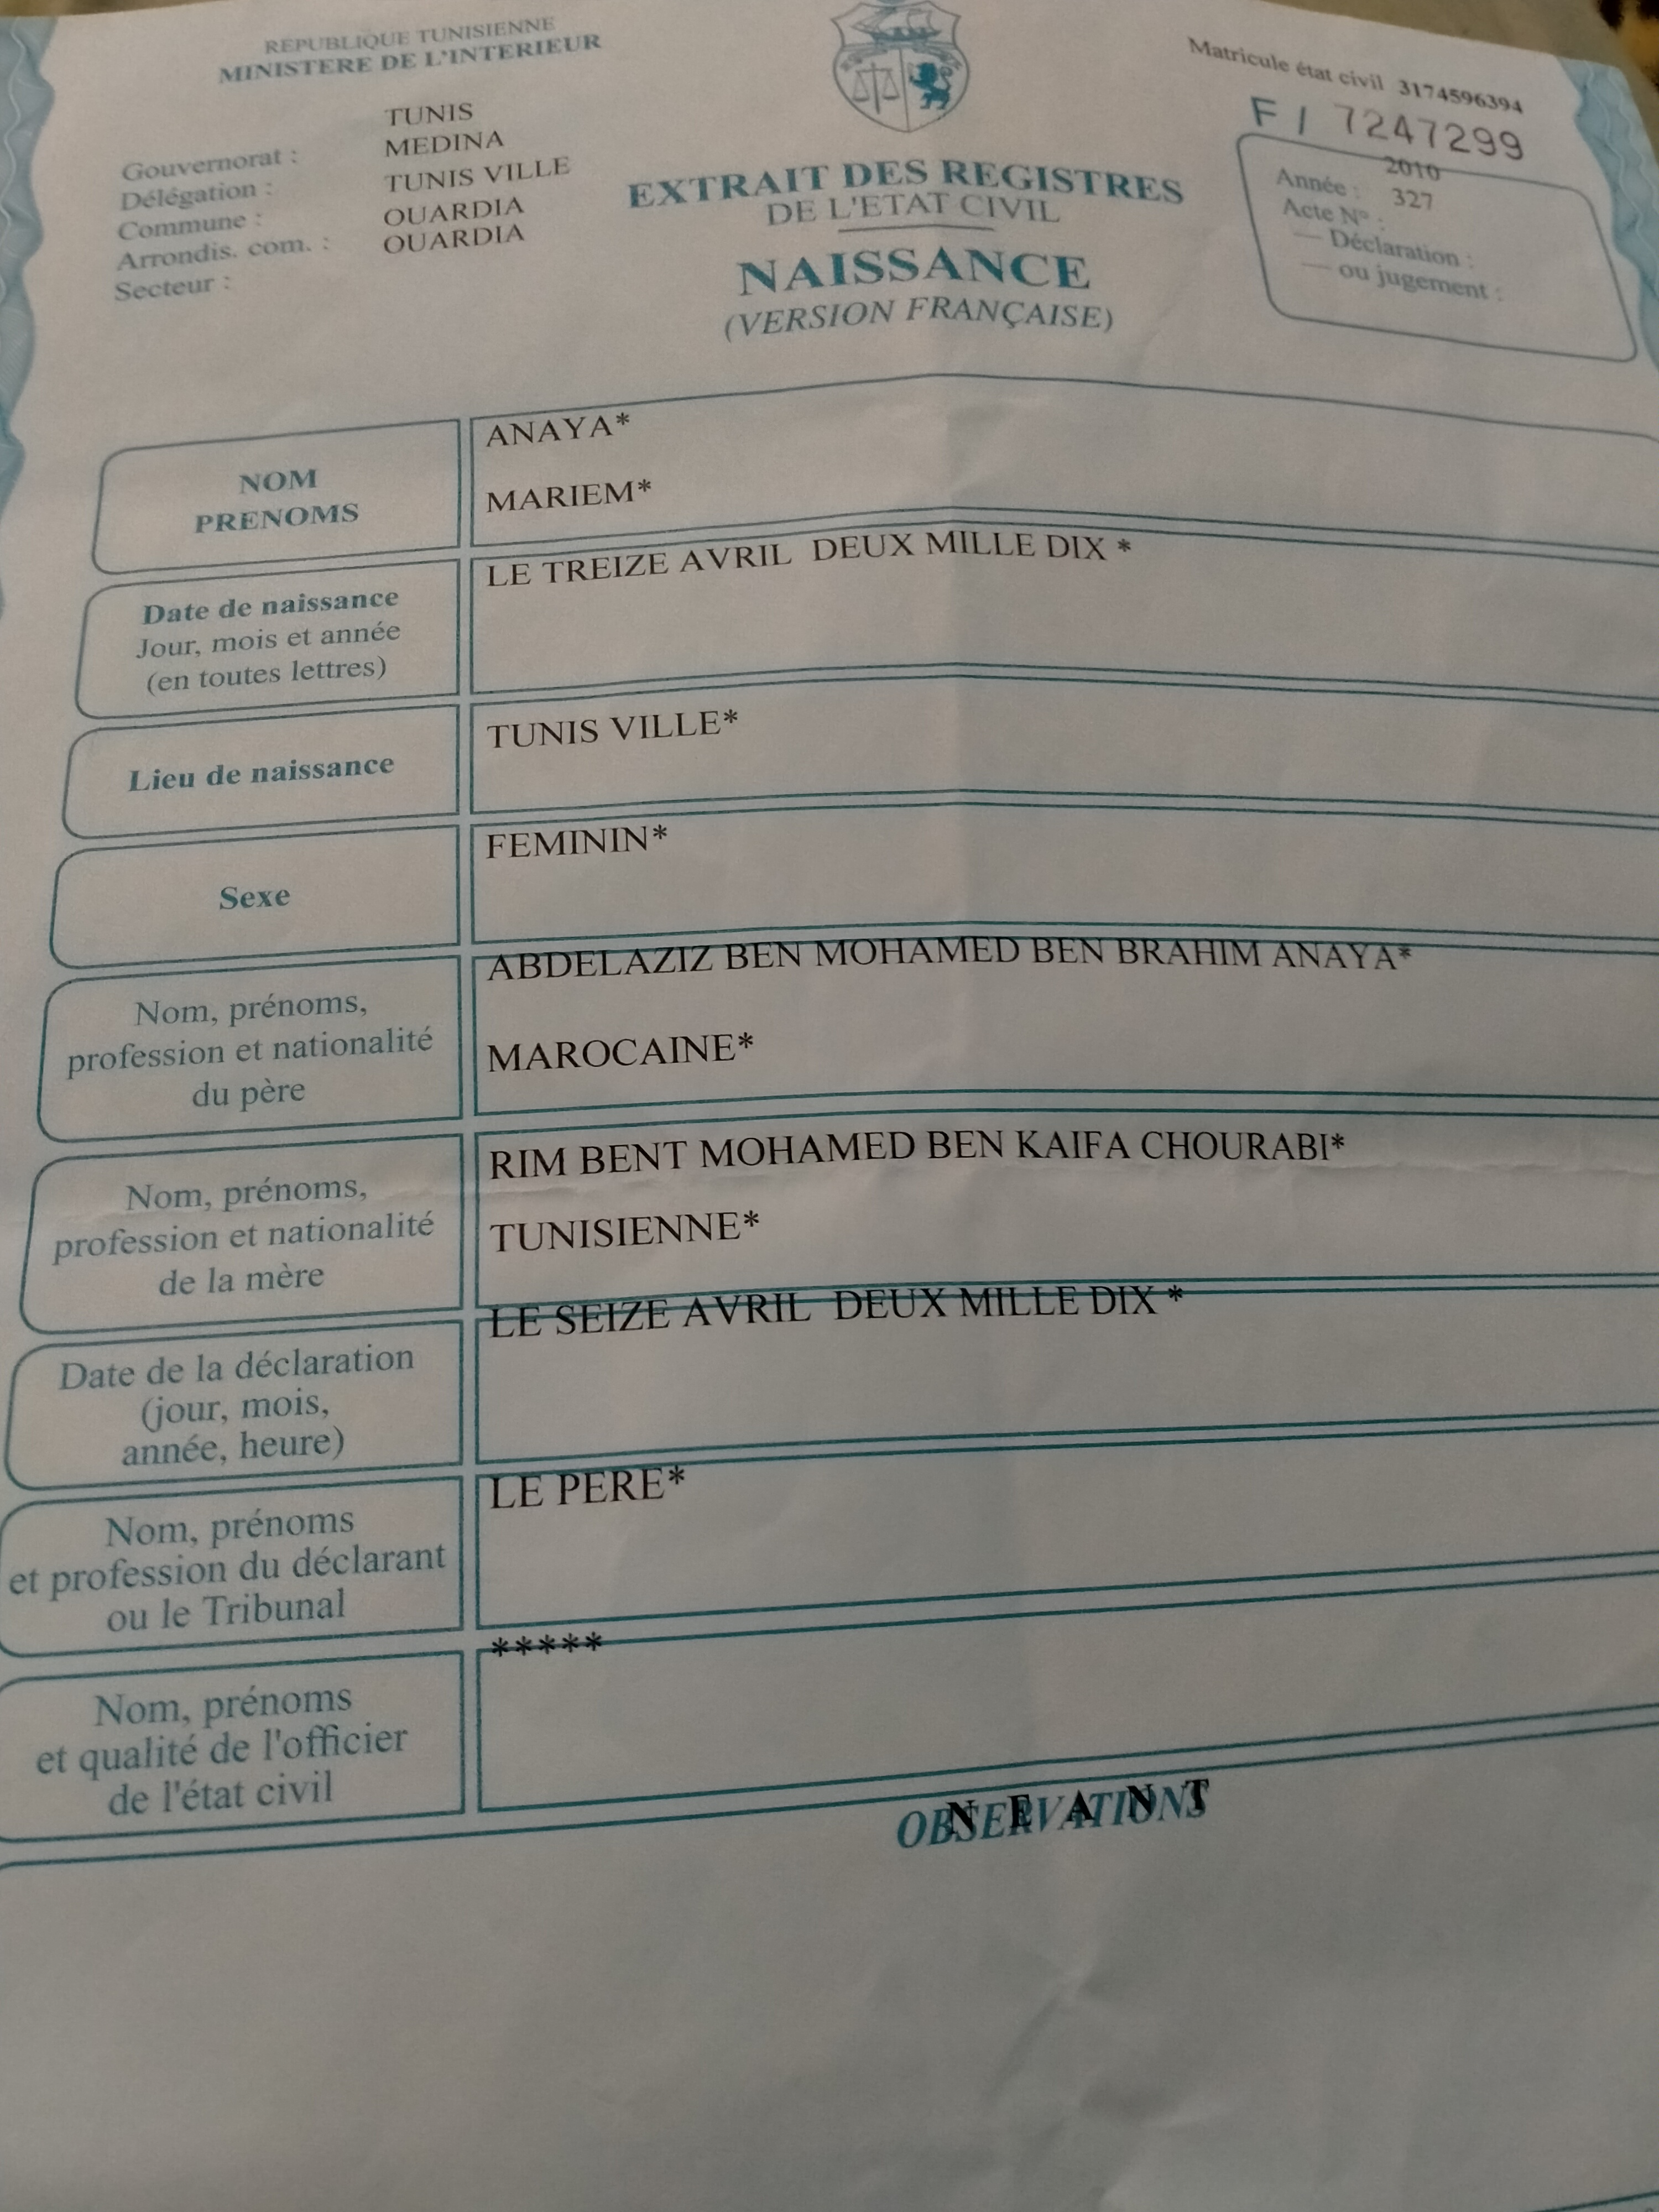 REPUBLIQUE TUNISIENNE
MINISTERE DE L'INTERIEUR
Gouvernorat : TUNIS
Délégation : MEDINA
Commune : TUNIS VILLE
Arrondis. com. : OUARDIA
Secteur : OUARDIA
EXTRAIT DES REGISTRES
DE L'ETAT CIVIL
NAISSANCE
(VERSION FRANÇAISE)
Matricule état civil 3174596394
F I 7247299
Année : 2010
Acte N° : 327
— Déclaration :
— ou jugement :
NOM
PRENOMS
ANAYA*
MARIEM*
Date de naissance
Jour, mois et année
(en toutes lettres)
LE TREIZE AVRIL DEUX MILLE DIX *
Lieu de naissance
TUNIS VILLE*
Sexe
FEMININ*
Nom, prénoms,
profession et nationalité
du père
ABDELAZIZ BEN MOHAMED BEN BRAHIM ANAYA*
MAROCAINE*
Nom, prénoms,
profession et nationalité
de la mère
RIM BENT MOHAMED BEN KAIFA CHOURABI*
TUNISIENNE*
Date de la déclaration
(jour, mois,
année, heure)
LE SEIZE AVRIL DEUX MILLE DIX *
Nom, prénoms
et profession du déclarant
ou le Tribunal
LE PERE*
Nom, prénoms
et qualité de l'officier
de l'état civil
*****
OBSERVATIONS
N E A N T